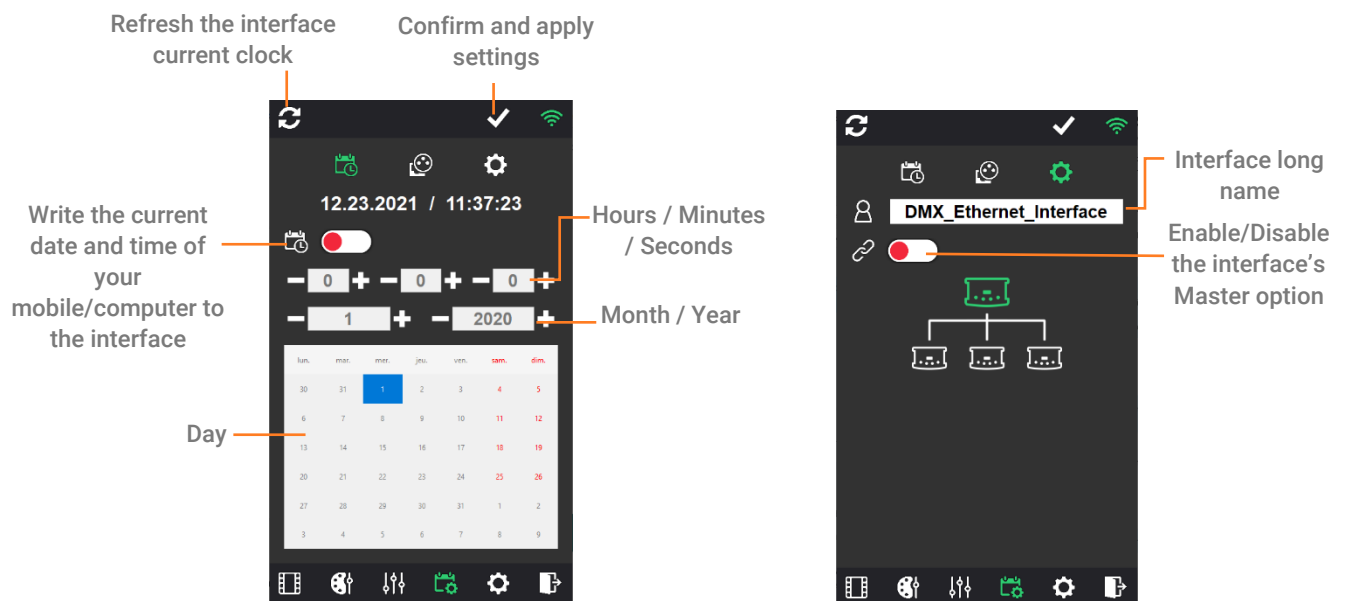 Refresh the interface
current clock
Confirm and apply
settings
12.23.2021 / 11:37:23
Write the current
date and time of
your
mobile/computer to
the interface
Hours / Minutes
/ Seconds
0 0 0
1 2020
Month / Year
lun. mar. mer. jeu. ven. sam. dim.
30 31 1 2 3 4 5
6 7 8 9 10 11 12
13 14 15 16 17 18 19
20 21 22 23 24 25 26
27 28 29 30 31 1 2
3 4 5 6 7 8 9
Day
DMX_Ethernet_Interface
Interface long
name
Enable/Disable
the interface's
Master option